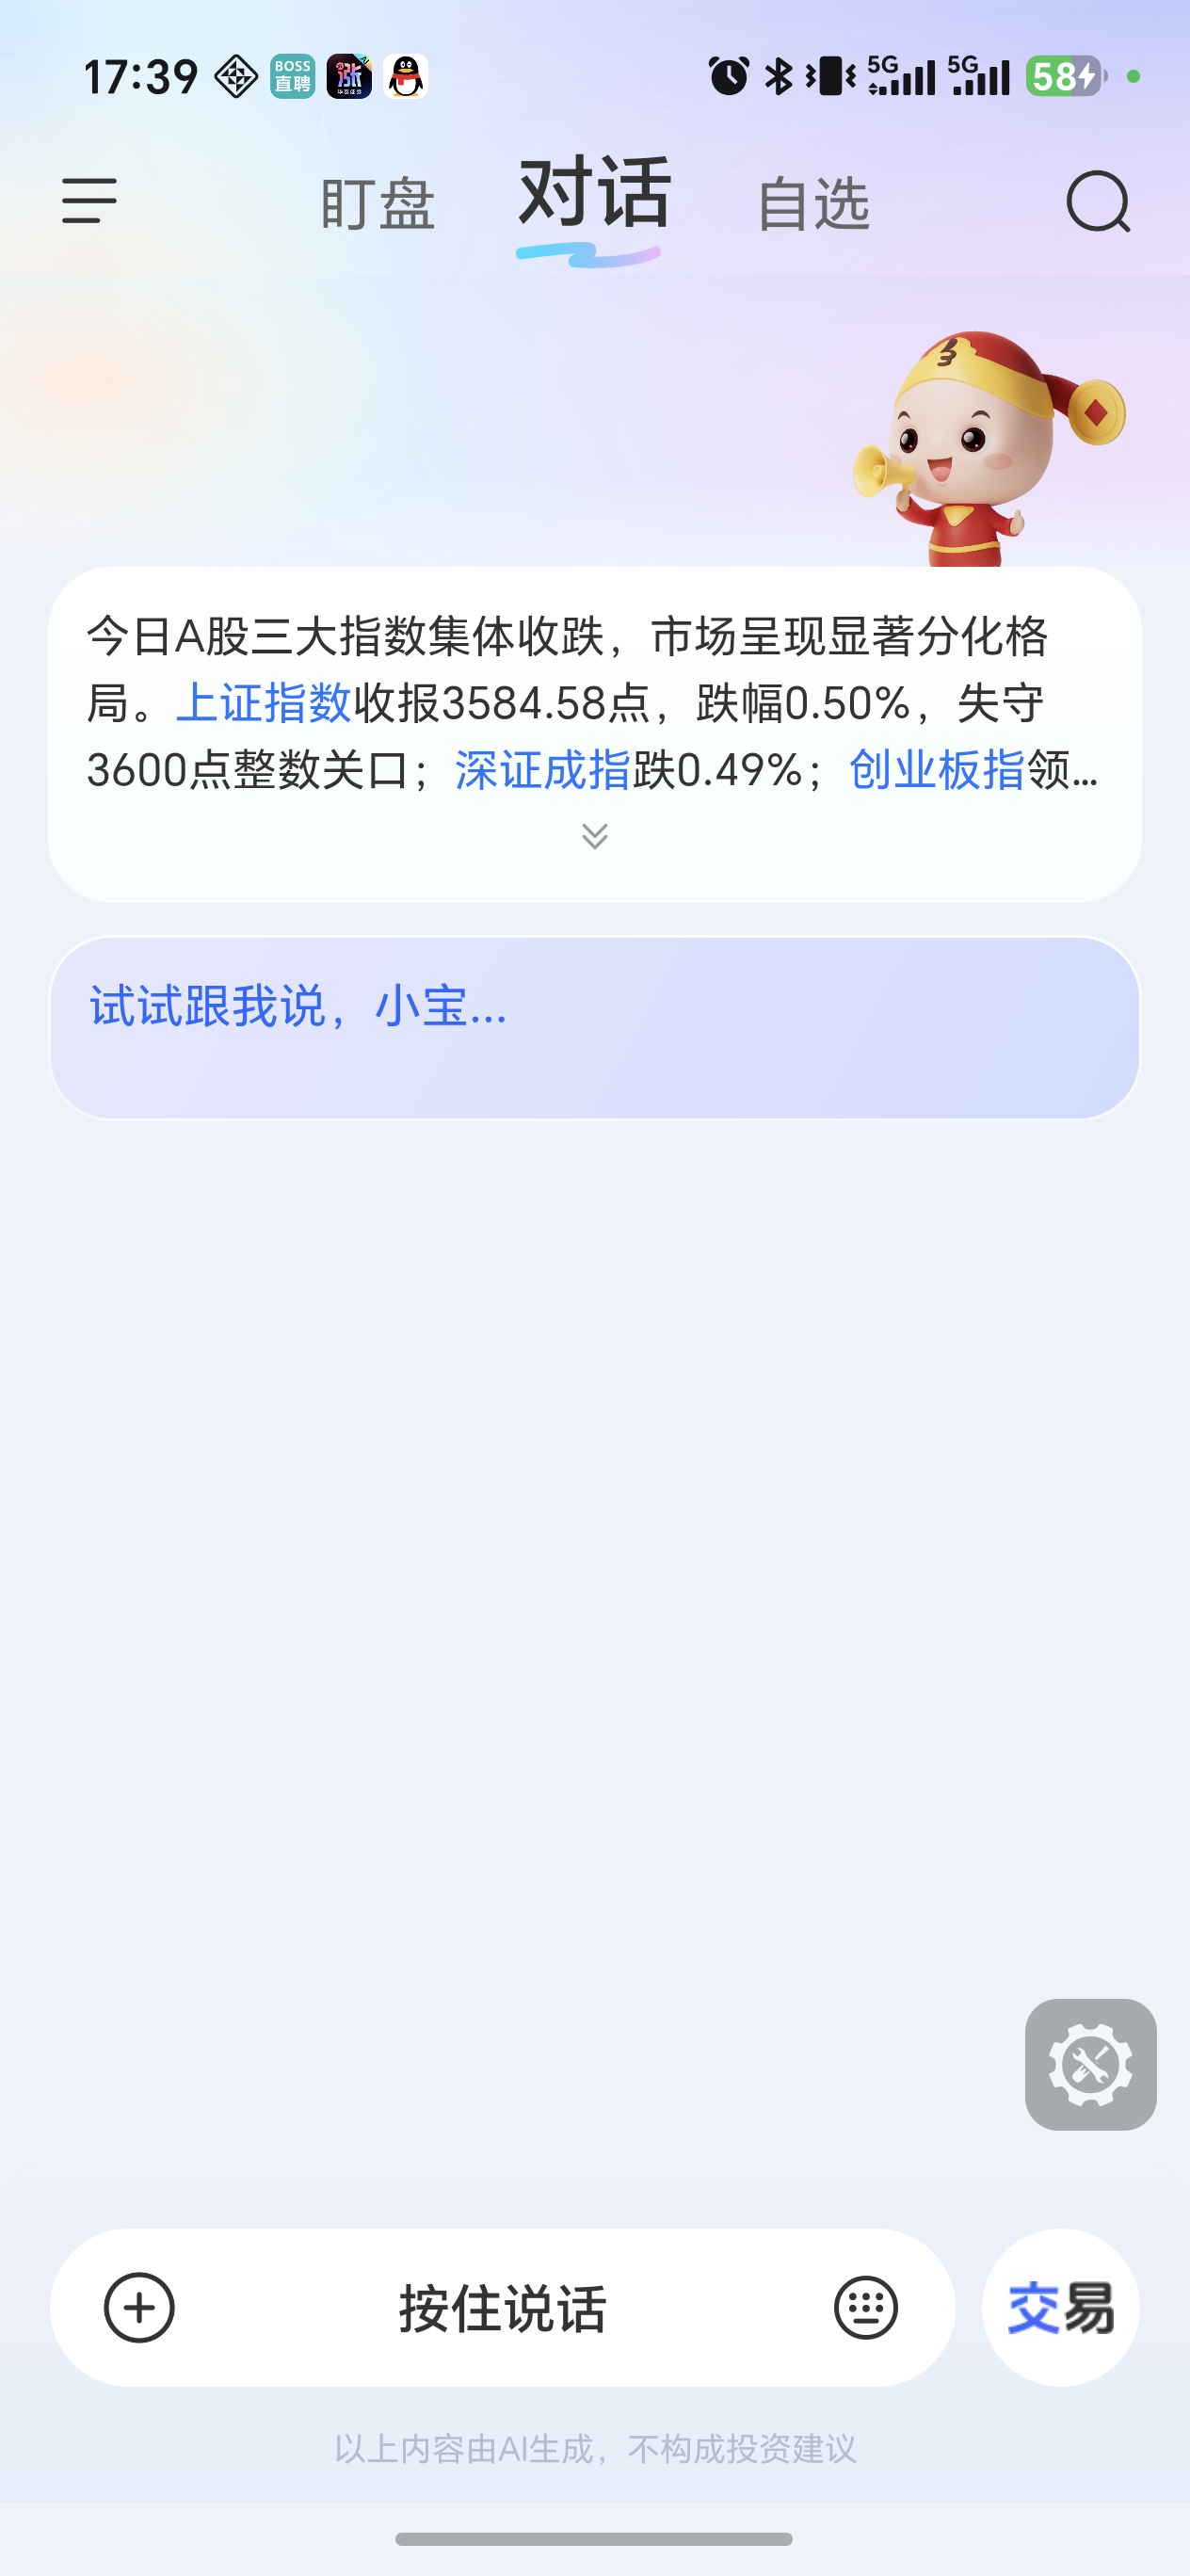 17:39
BOSS
直聘
涨
5G
5G
58
盯盘 对话 自选
今日A股三大指数集体收跌，市场呈现显著分化格
局。上证指数收报3584.58点，跌幅0.50%，失守
3600点整数关口；深证成指跌0.49%；创业板指领...
试试跟我说，小宝...
按住说话
交易
以上内容由AI生成，不构成投资建议